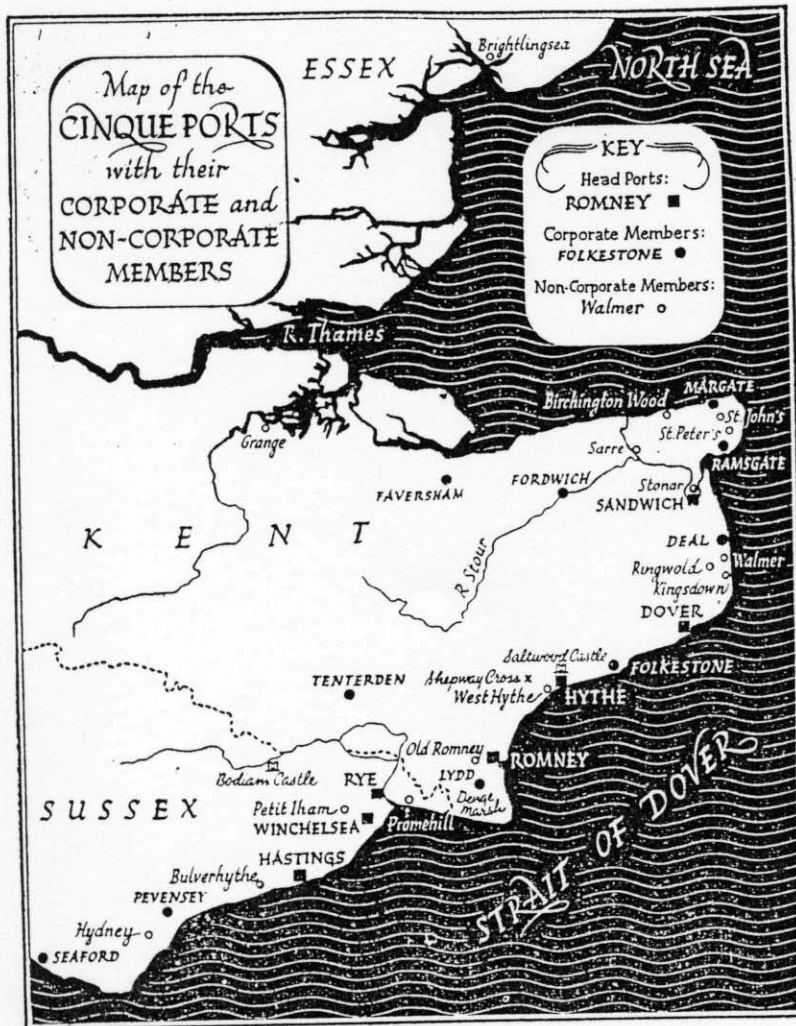 Map of the
CINQUE PORTS
with their
CORPORATE and
NON-CORPORATE
MEMBERS
ESSEX
Brightlingsea
NORTH SEA
KEY
Head Ports:
ROMNEY
Corporate Members:
FOLKESTONE
Non-Corporate Members:
Walmer
R. Thames
Grange
Birchington Wood
MARGATE
St. John's
St. Peter's
Sarre
RAMSGATE
FAVERSHAM
FORDWICH
Stonar
SANDWICH
KENT
R Stour
DEAL
Walmer
Ringwold
Kingsdown
DOVER
Saltwood Castle
FOLKESTONE
TENTERDEN
Shepway Cross x
West Hythe
HYTHE
Old Romney
ROMNEY
Bodiam Castle
RYE
LYDD
Denge
Marsh
SUSSEX
Petit Iham
WINCHELSEA
Promehill
HASTINGS
Bulverhythe
PEVENSEY
Hydney
SEAFORD
STRAIT OF DOVER